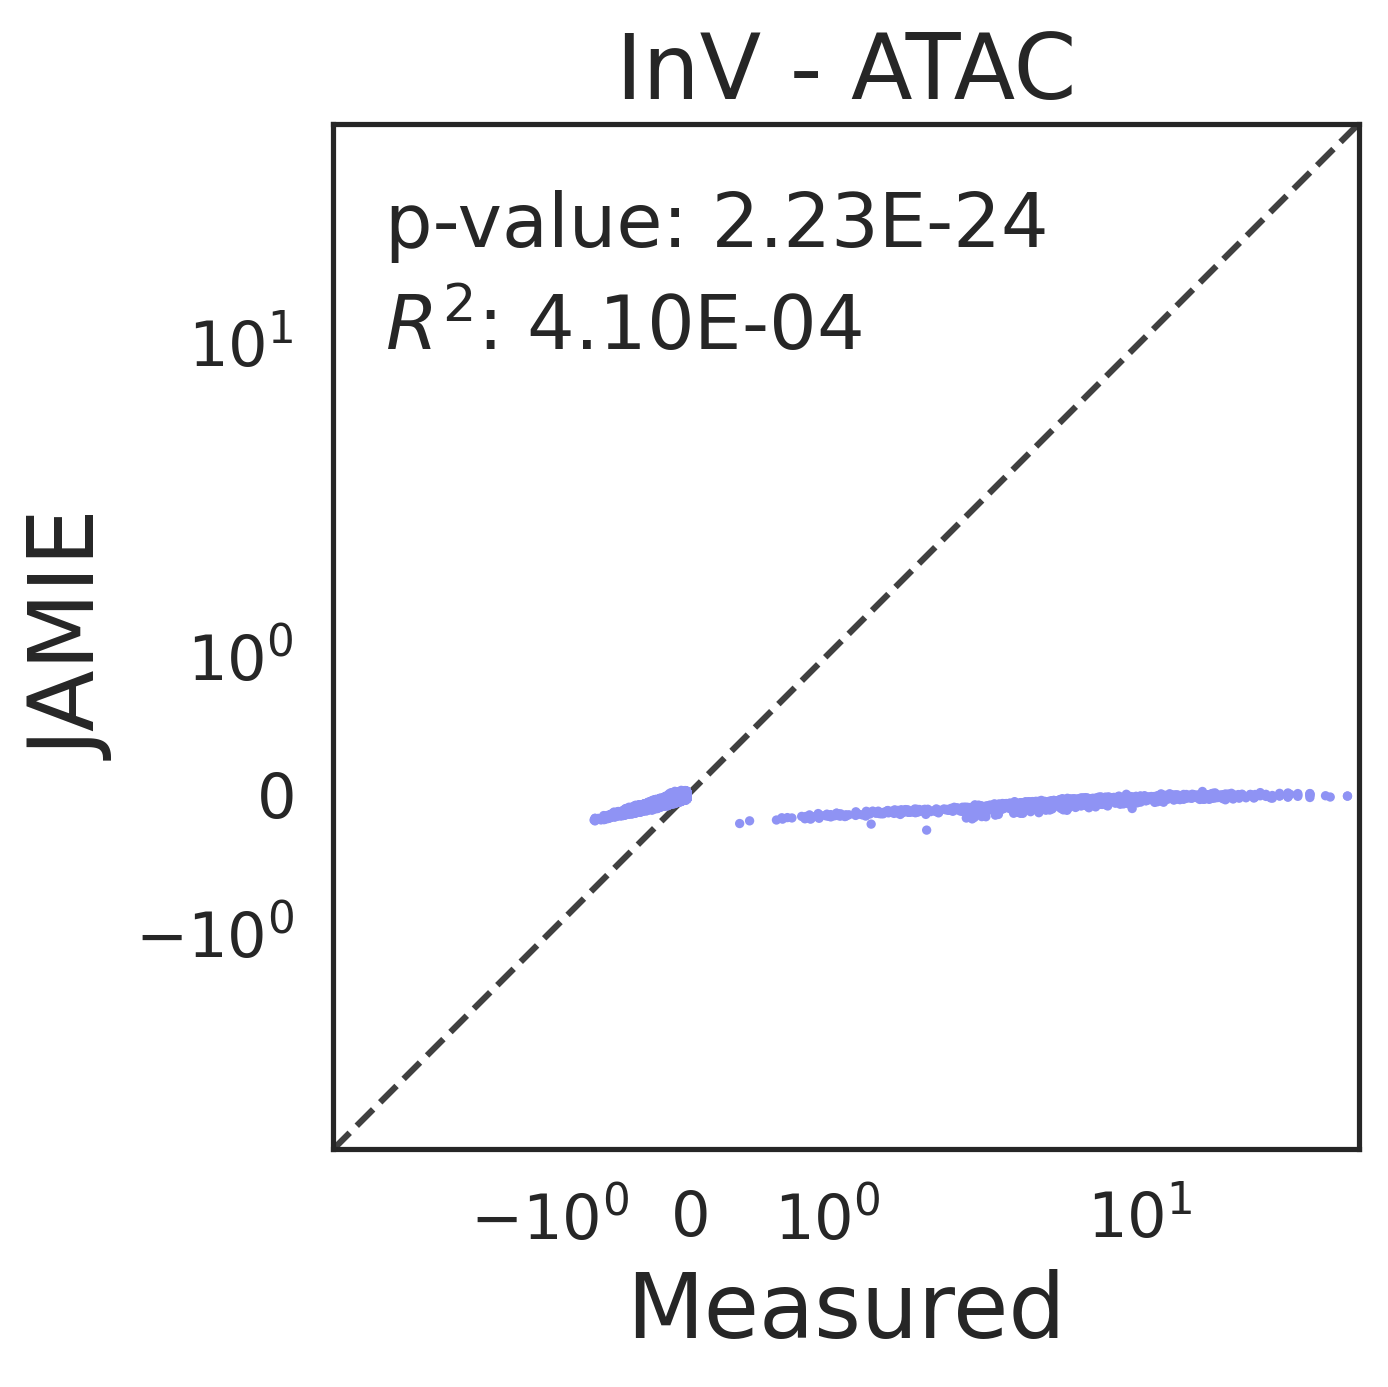 InV - ATAC
p-value: 2.23E-24
R²: 4.10E-04
JAMIE
10¹
10⁰
0
−10⁰
−10⁰ 0 10⁰ 10¹
Measured